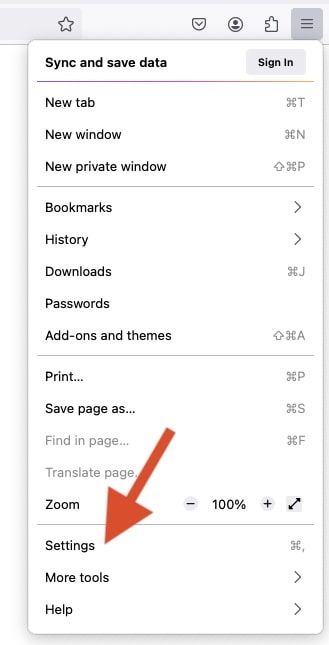 Sync and save data Sign In
New tab ⌘T
New window ⌘N
New private window ⇧⌘P
Bookmarks
History
Downloads ⌘J
Passwords
Add-ons and themes ⇧⌘A
Print... ⌘P
Save page as... ⌘S
Find in page... ⌘F
Translate page..
Zoom − 100% +
Settings ⌘,
More tools
Help